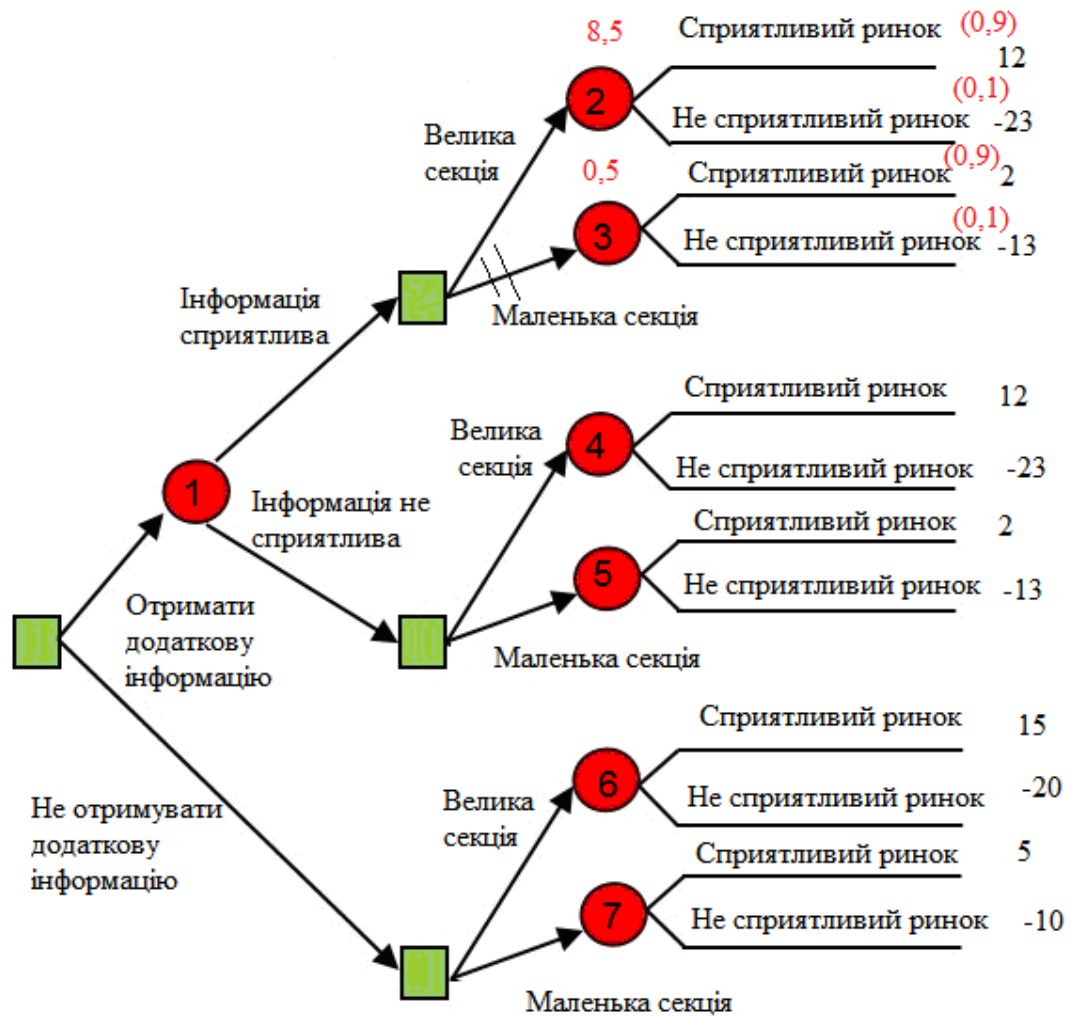 8,5
Сприятливий ринок (0,9)
12
2
(0,1)
Не сприятливий ринок -23
Велика
секція
0,5
(0,9)
Сприятливий ринок 2
3
(0,1)
Не сприятливий ринок -13
Інформація
сприятлива
Маленька секція
Сприятливий ринок 12
Велика
секція
4
Не сприятливий ринок -23
1
Інформація не
сприятлива
Сприятливий ринок 2
5
Не сприятливий ринок -13
Отримати
додаткову
інформацію
Маленька секція
Сприятливий ринок 15
6
Не сприятливий ринок -20
Не отримувати
додаткову
інформацію
Велика
секція
Сприятливий ринок 5
7
Не сприятливий ринок -10
Маленька секція